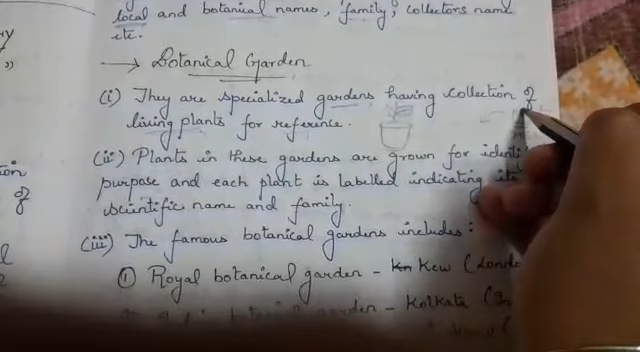 local and botanical names, family, collectors name
etc.
→ Botanical Garden
(i) They are specialized gardens having collection of
living plants for reference.
(ii) Plants in these gardens are grown for
purpose and each plant is labelled indicating its
scientific name and family.
(iii) The famous botanical gardens includes:
① Royal botanical garden - Kew
garden - Kolkata
of